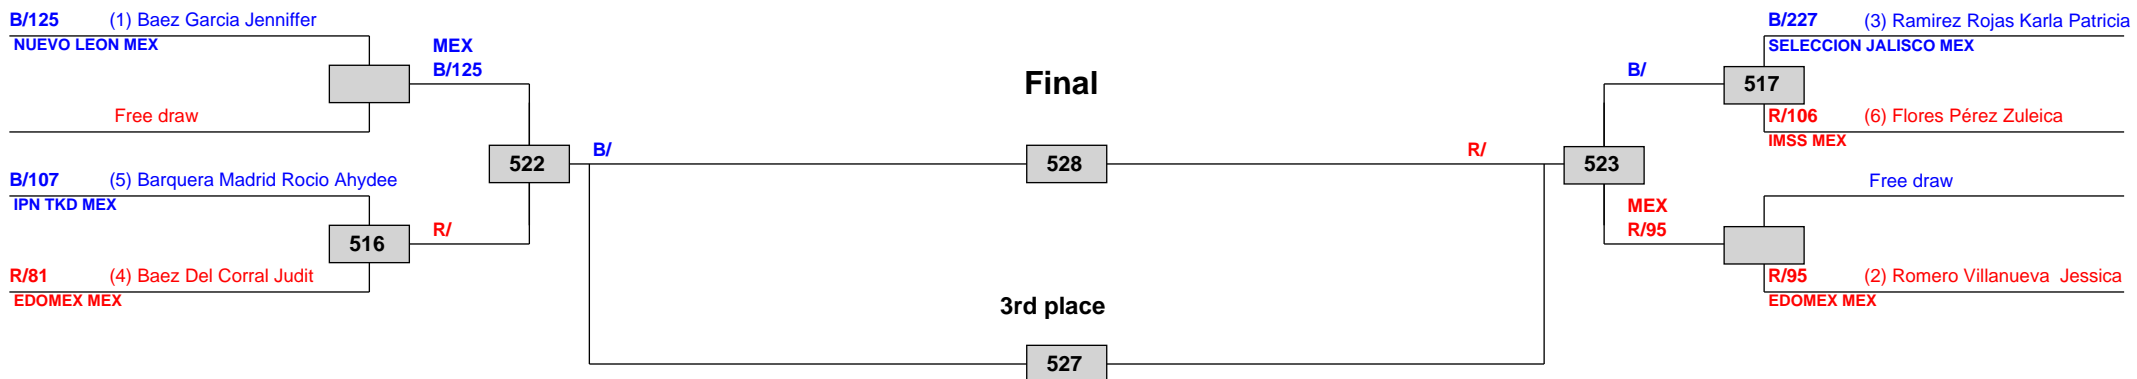 B/125 (1) Baez Garcia Jenniffer
NUEVO LEON MEX
Free draw
MEX
B/125
B/107 (5) Barquera Madrid Rocio Ahydee
IPN TKD MEX
516
R/81 (4) Baez Del Corral Judit
EDOMEX MEX
R/
522
B/
Final
528
R/
3rd place
527
B/227 (3) Ramirez Rojas Karla Patricia
SELECCION JALISCO MEX
517
B/
R/106 (6) Flores Pérez Zuleica
IMSS MEX
523
Free draw
MEX
R/95
R/95 (2) Romero Villanueva  Jessica
EDOMEX MEX